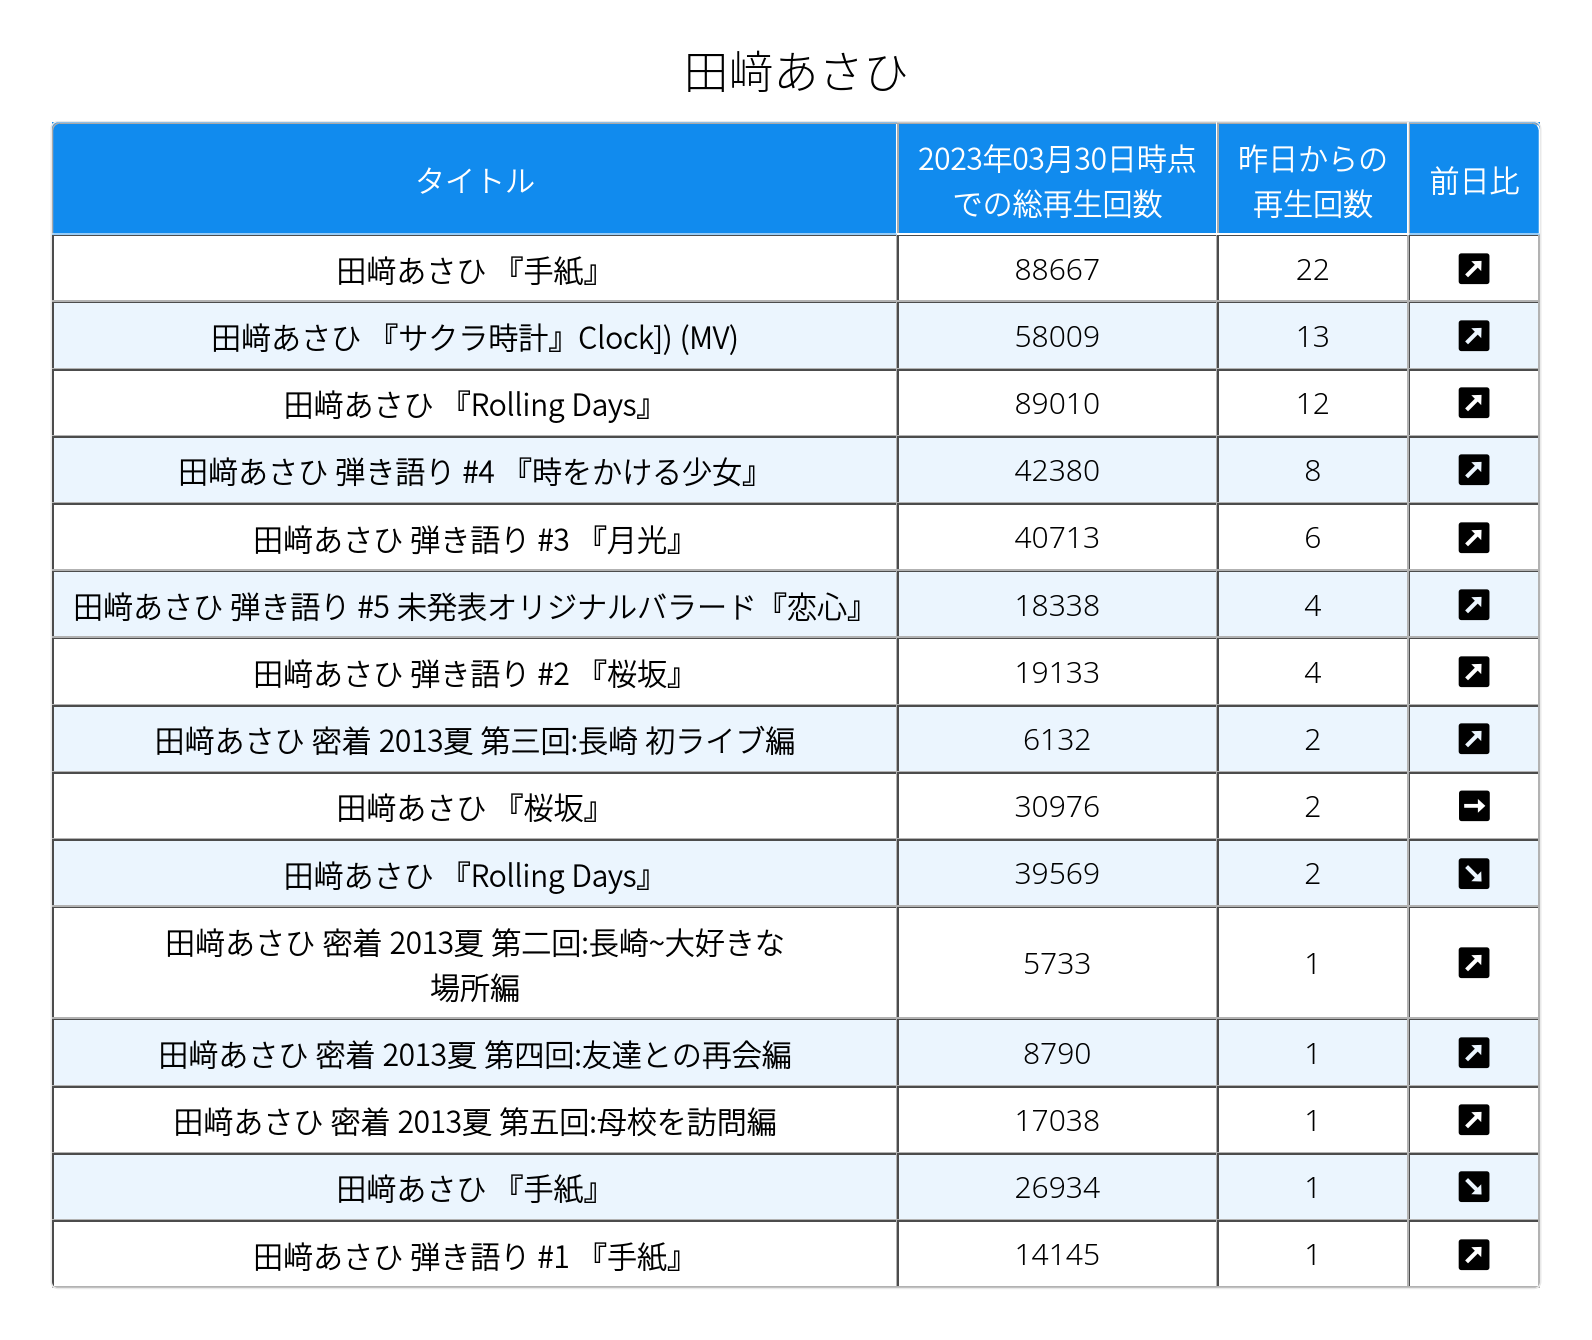 田﨑あさひ
タイトル 2023年03月30日時点 昨日からの 前日比
での総再生回数 再生回数
田﨑あさひ 『手紙』 88667 22
田﨑あさひ 『サクラ時計』Clock]) (MV) 58009 13
田﨑あさひ 『Rolling Days』 89010 12
田﨑あさひ 弾き語り #4 『時をかける少女』 42380 8
田﨑あさひ 弾き語り #3 『月光』 40713 6
田﨑あさひ 弾き語り #5 未発表オリジナルバラード『恋心』 18338 4
田﨑あさひ 弾き語り #2 『桜坂』 19133 4
田﨑あさひ 密着 2013夏 第三回:長崎 初ライブ編 6132 2
田﨑あさひ 『桜坂』 30976 2
田﨑あさひ 『Rolling Days』 39569 2
田﨑あさひ 密着 2013夏 第二回:長崎~大好きな
場所編 5733 1
田﨑あさひ 密着 2013夏 第四回:友達との再会編 8790 1
田﨑あさひ 密着 2013夏 第五回:母校を訪問編 17038 1
田﨑あさひ 『手紙』 26934 1
田﨑あさひ 弾き語り #1 『手紙』 14145 1